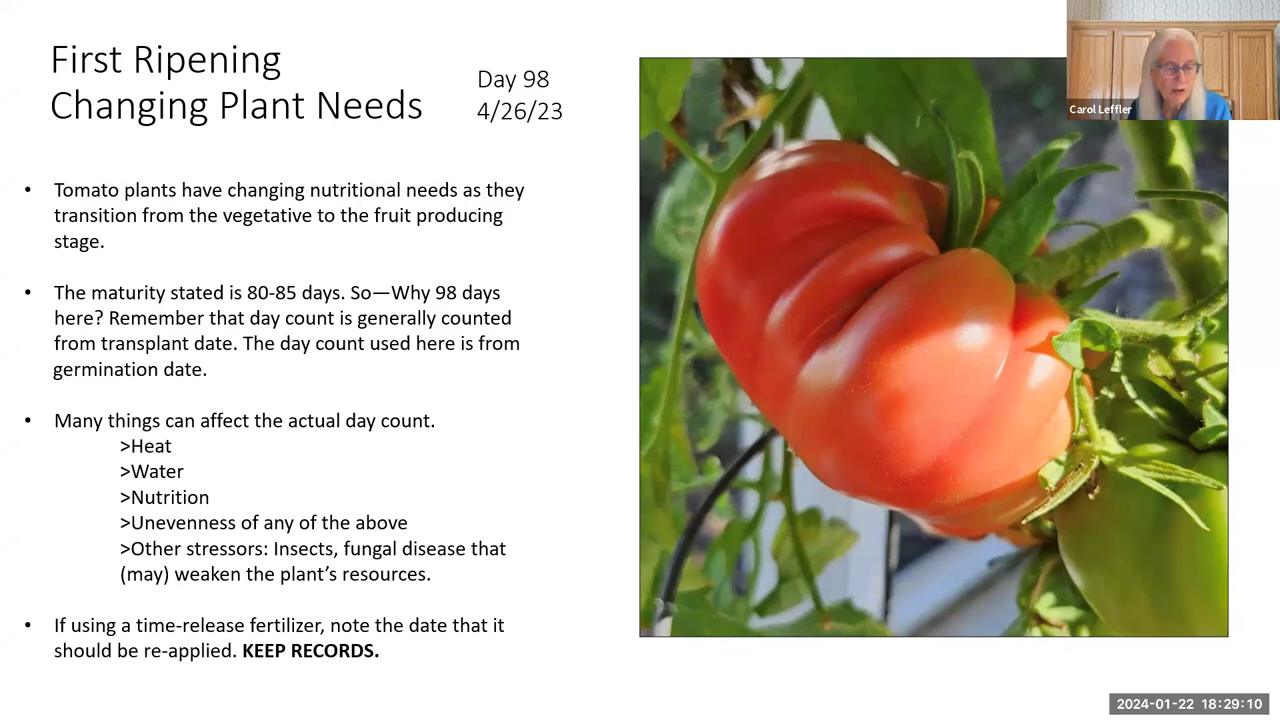 First Ripening
Changing Plant Needs
Day 98
4/26/23
Carol Leffler
• Tomato plants have changing nutritional needs as they
transition from the vegetative to the fruit producing
stage.
• The maturity stated is 80-85 days. So—Why 98 days
here? Remember that day count is generally counted
from transplant date. The day count used here is from
germination date.
• Many things can affect the actual day count.
>Heat
>Water
>Nutrition
>Unevenness of any of the above
>Other stressors: Insects, fungal disease that
(may) weaken the plant’s resources.
• If using a time-release fertilizer, note the date that it
should be re-applied. KEEP RECORDS.
2024-01-22 18:29:10